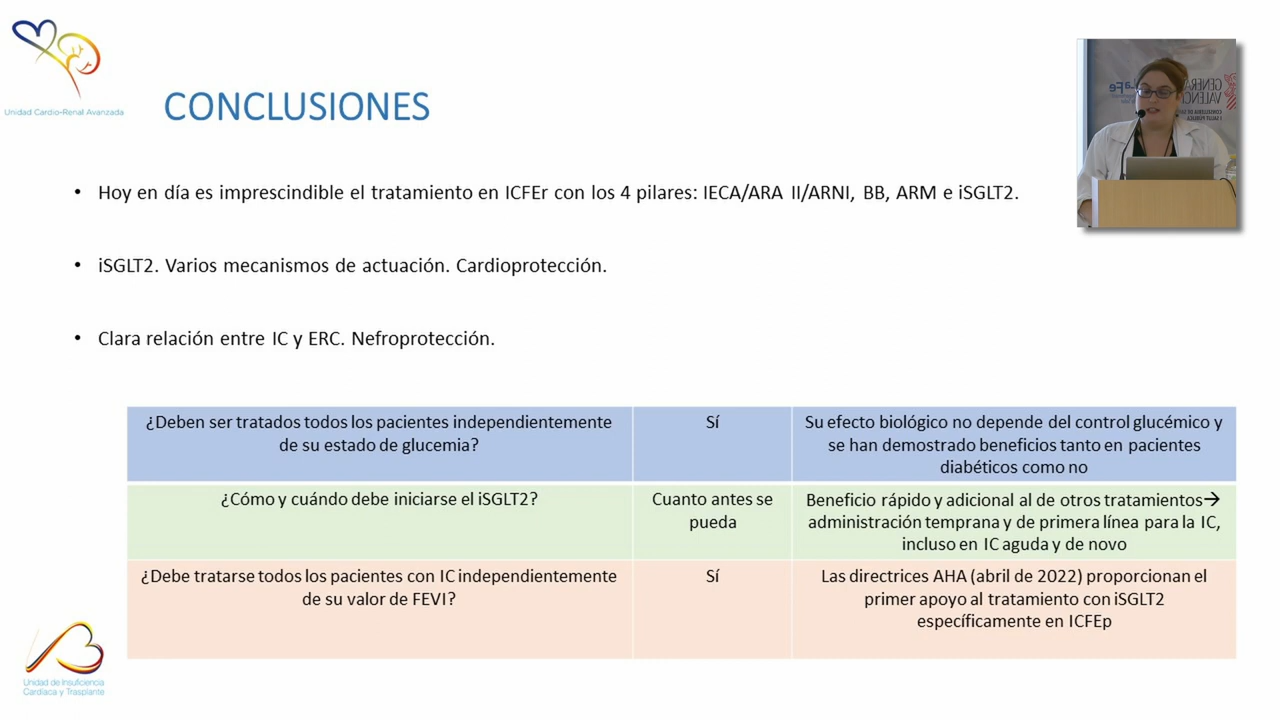 Unidad Cardio-Renal Avanzada
CONCLUSIONES
• Hoy en día es imprescindible el tratamiento en ICFEr con los 4 pilares: IECA/ARA II/ARNI, BB, ARM e iSGLT2.
• iSGLT2. Varios mecanismos de actuación. Cardioprotección.
• Clara relación entre IC y ERC. Nefroprotección.
¿Deben ser tratados todos los pacientes independientemente
de su estado de glucemia?
Sí
Su efecto biológico no depende del control glucémico y
se han demostrado beneficios tanto en pacientes
diabéticos como no
¿Cómo y cuándo debe iniciarse el iSGLT2?
Cuanto antes se
pueda
Beneficio rápido y adicional al de otros tratamientos→
administración temprana y de primera línea para la IC,
incluso en IC aguda y de novo
¿Debe tratarse todos los pacientes con IC independientemente
de su valor de FEVI?
Sí
Las directrices AHA (abril de 2022) proporcionan el
primer apoyo al tratamiento con iSGLT2
específicamente en ICFEp
Unidad de Insuficiencia
Cardíaca y Trasplante